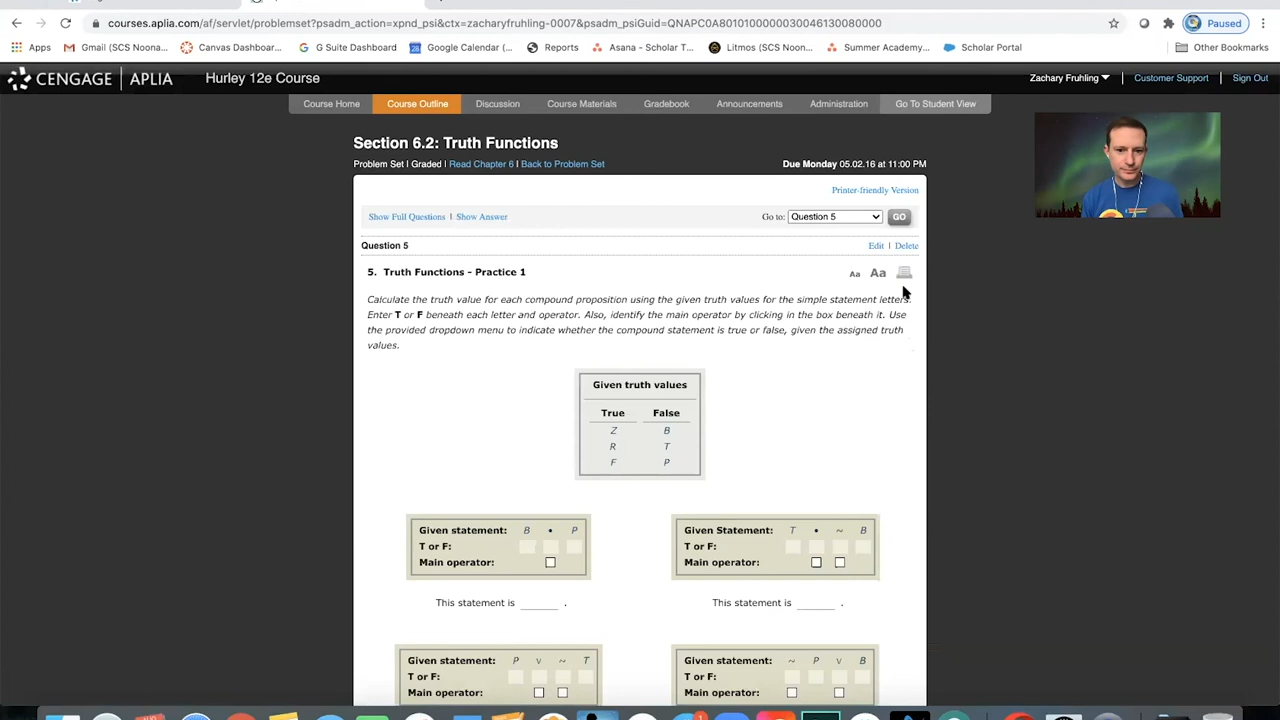 courses.aplia.com/af/servlet/problemset?psadm_action=xpnd_psi&ctx=zacharyfruhling-0007&psadm_psiGuid=QNAPC0A8010100000030046130080000
Paused
Apps
Gmail (SCS Noona...
Canvas Dashboar...
G Suite Dashboard
Google Calendar (...
Reports
Asana - Scholar T...
Litmos (SCS Noon...
Summer Academy...
Scholar Portal
Other Bookmarks
CENGAGE | APLIA
Hurley 12e Course
Zachary Fruhling
Customer Support
Sign Out
Course Home
Course Outline
Discussion
Course Materials
Gradebook
Announcements
Administration
Go To Student View
Section 6.2: Truth Functions
Problem Set | Graded | Read Chapter 6 | Back to Problem Set
Due Monday 05.02.16 at 11:00 PM
Printer-friendly Version
Show Full Questions | Show Answer
Go to: Question 5 GO
Question 5
Edit | Delete
5. Truth Functions - Practice 1
Aa Aa
Calculate the truth value for each compound proposition using the given truth values for the simple statement letters.
Enter T or F beneath each letter and operator. Also, identify the main operator by clicking in the box beneath it. Use
the provided dropdown menu to indicate whether the compound statement is true or false, given the assigned truth
values.
Given truth values
True False
Z B
R T
F P
Given statement: B • P
T or F:
Main operator:
This statement is ______ .
Given Statement: T • ~ B
T or F:
Main operator:
This statement is ______ .
Given statement: P v ~ T
T or F:
Main operator:
Given statement: ~ P v B
T or F:
Main operator: